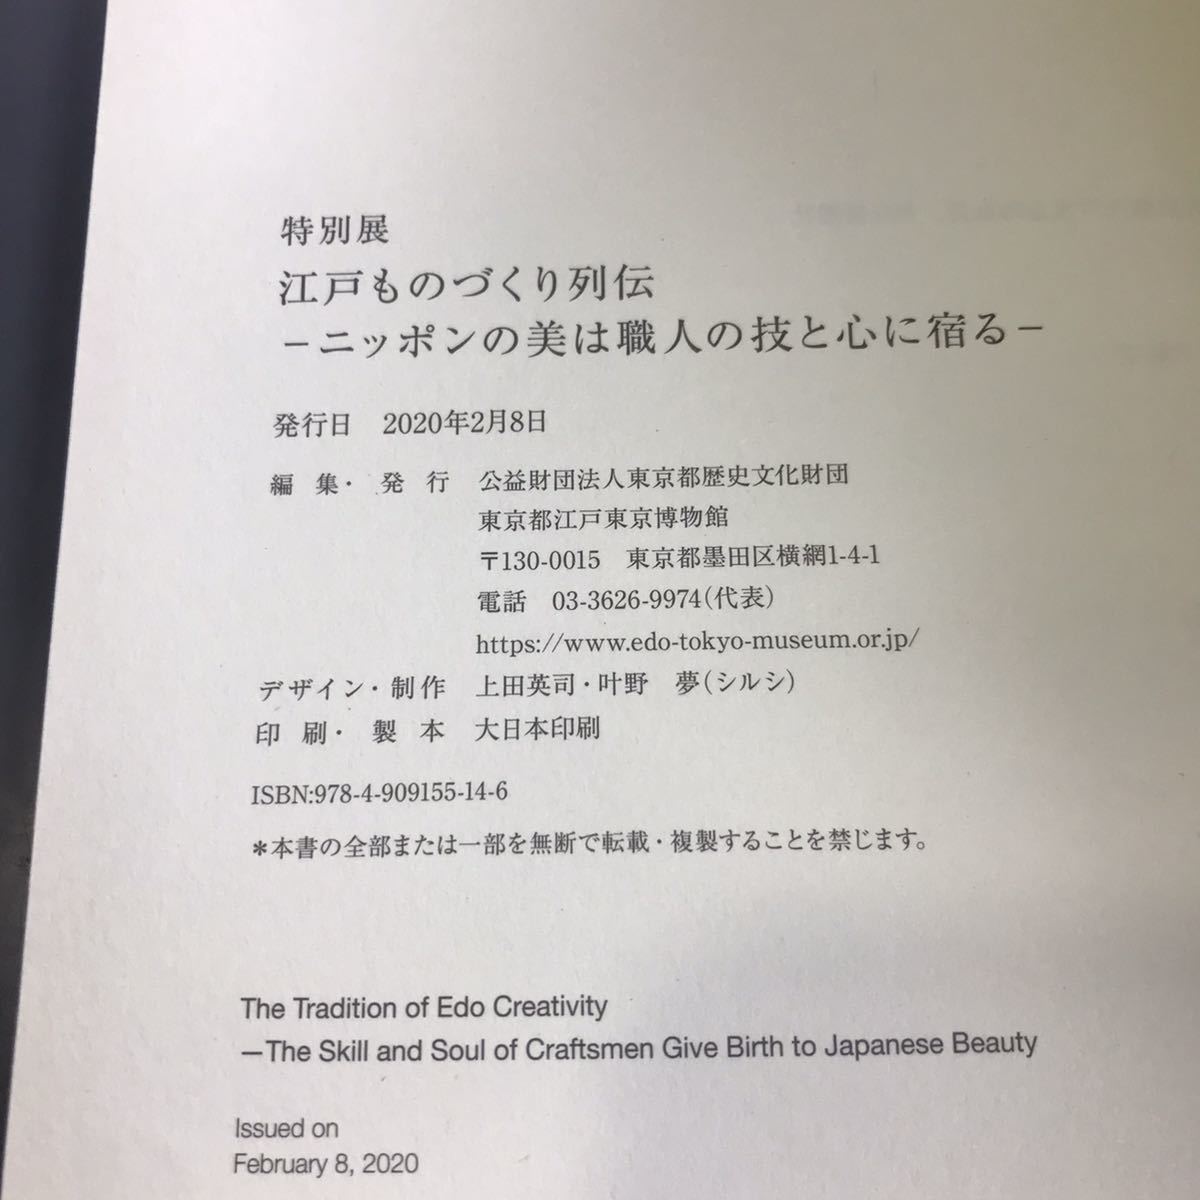 特別展
江戸ものづくり列伝
－ニッポンの美は職人の技と心に宿る－
発行日　2020年2月8日
編集・発行　公益財団法人東京都歴史文化財団
東京都江戸東京博物館
〒130-0015　東京都墨田区横網1-4-1
電話　03-3626-9974(代表)
https://www.edo-tokyo-museum.or.jp/
デザイン・制作　上田英司・叶野　夢(シルシ)
印刷・製本　大日本印刷
ISBN:978-4-909155-14-6
＊本書の全部または一部を無断で転載・複製することを禁じます。
The Tradition of Edo Creativity
—The Skill and Soul of Craftsmen Give Birth to Japanese Beauty
Issued on
February 8, 2020